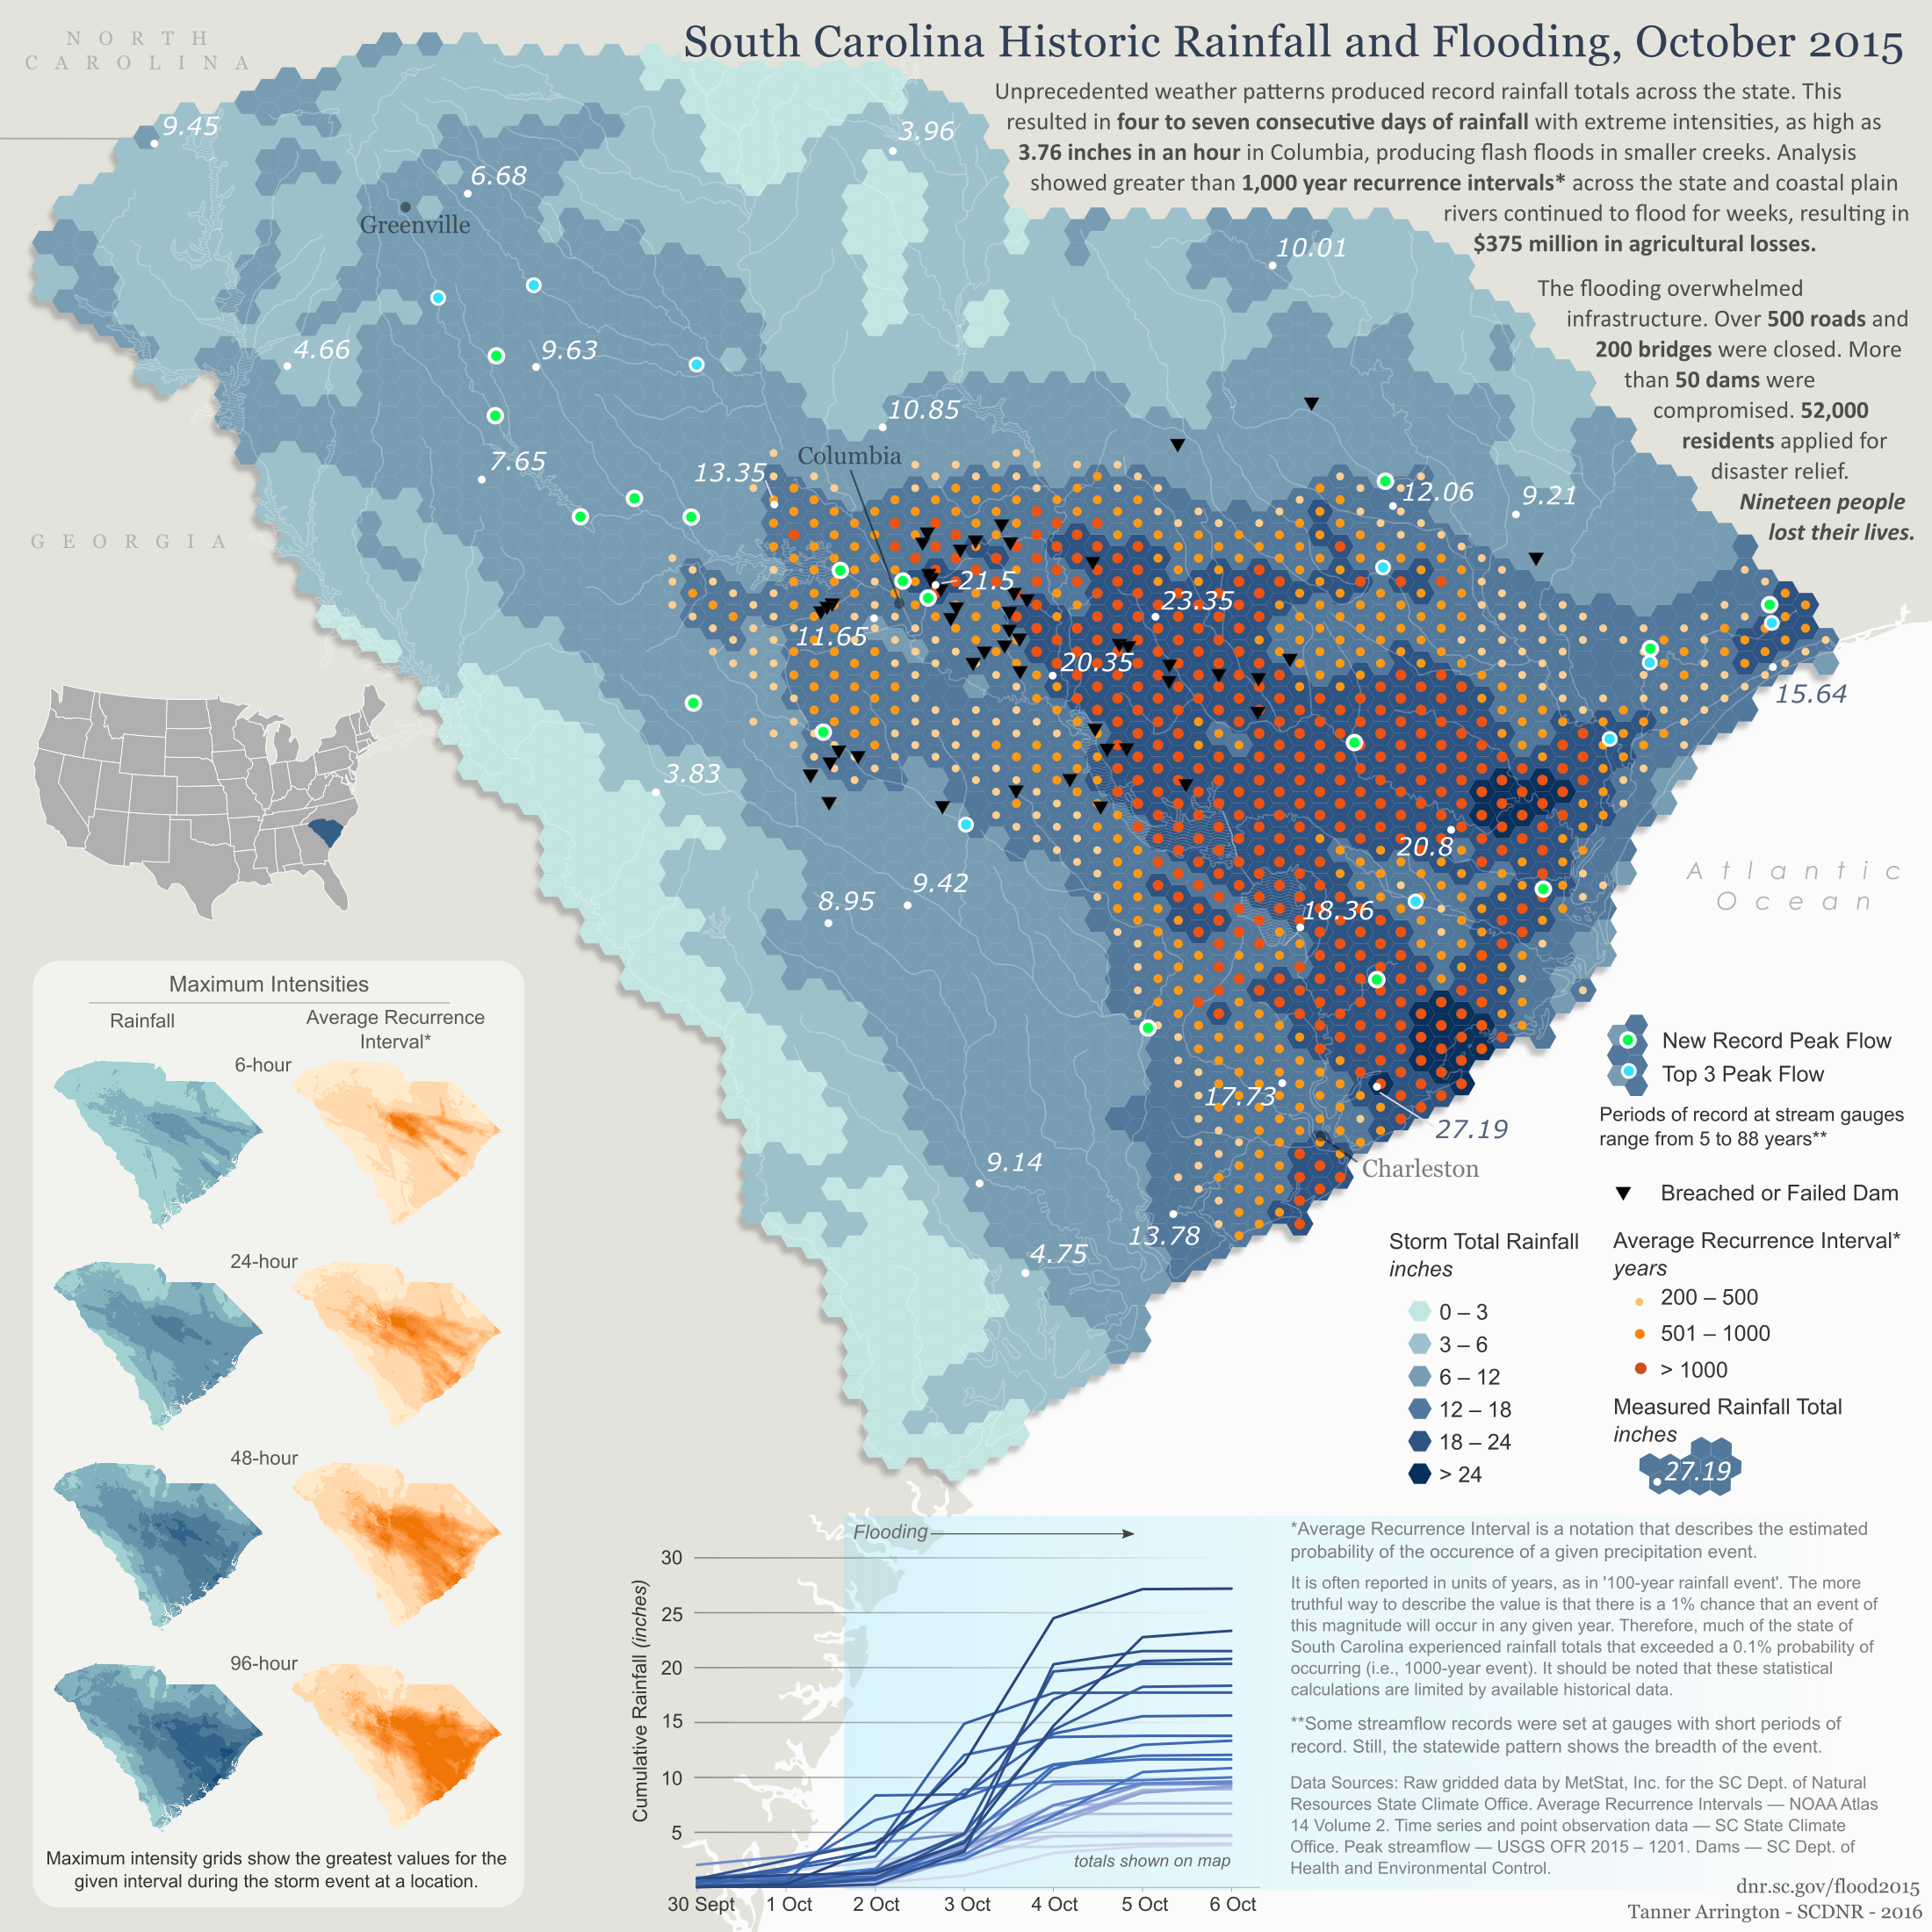 South Carolina Historic Rainfall and Flooding, October 2015
NORTH
CAROLINA
Unprecedented weather patterns produced record rainfall totals across the state. This
resulted in four to seven consecutive days of rainfall with extreme intensities, as high as
3.76 inches in an hour in Columbia, producing flash floods in smaller creeks. Analysis
showed greater than 1,000 year recurrence intervals* across the state and coastal plain
rivers continued to flood for weeks, resulting in
$375 million in agricultural losses.
The flooding overwhelmed
infrastructure. Over 500 roads and
200 bridges were closed. More
than 50 dams were
compromised. 52,000
residents applied for
disaster relief.
Nineteen people
lost their lives.
9.45
3.96
6.68
Greenville
10.01
4.66
9.63
10.85
Columbia
7.65
13.35
12.06
9.21
GEORGIA
21.5
23.35
11.65
20.35
15.64
3.83
20.8
Atlantic
Ocean
9.42
8.95
18.36
17.73
27.19
Charleston
9.14
13.78
4.75
Maximum Intensities
Rainfall
Average Recurrence
Interval*
6-hour
24-hour
48-hour
96-hour
Maximum intensity grids show the greatest values for the
given interval during the storm event at a location.
New Record Peak Flow
Top 3 Peak Flow
Periods of record at stream gauges
range from 5 to 88 years**
Breached or Failed Dam
Storm Total Rainfall
inches
0 – 3
3 – 6
6 – 12
12 – 18
18 – 24
> 24
Average Recurrence Interval*
years
200 – 500
501 – 1000
> 1000
Measured Rainfall Total
inches
27.19
Flooding
Cumulative Rainfall (inches)
30
25
20
15
10
5
totals shown on map
30 Sept
1 Oct
2 Oct
3 Oct
4 Oct
5 Oct
6 Oct
*Average Recurrence Interval is a notation that describes the estimated
probability of the occurence of a given precipitation event.
It is often reported in units of years, as in '100-year rainfall event'. The more
truthful way to describe the value is that there is a 1% chance that an event of
this magnitude will occur in any given year. Therefore, much of the state of
South Carolina experienced rainfall totals that exceeded a 0.1% probability of
occurring (i.e., 1000-year event). It should be noted that these statistical
calculations are limited by available historical data.
**Some streamflow records were set at gauges with short periods of
record. Still, the statewide pattern shows the breadth of the event.
Data Sources: Raw gridded data by MetStat, Inc. for the SC Dept. of Natural
Resources State Climate Office. Average Recurrence Intervals — NOAA Atlas
14 Volume 2. Time series and point observation data — SC State Climate
Office. Peak streamflow — USGS OFR 2015 – 1201. Dams — SC Dept. of
Health and Environmental Control.
dnr.sc.gov/flood2015
Tanner Arrington - SCDNR - 2016